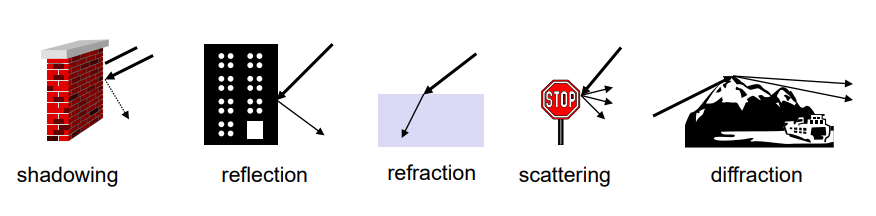 STOP
shadowing
reflection
refraction
scattering
diffraction